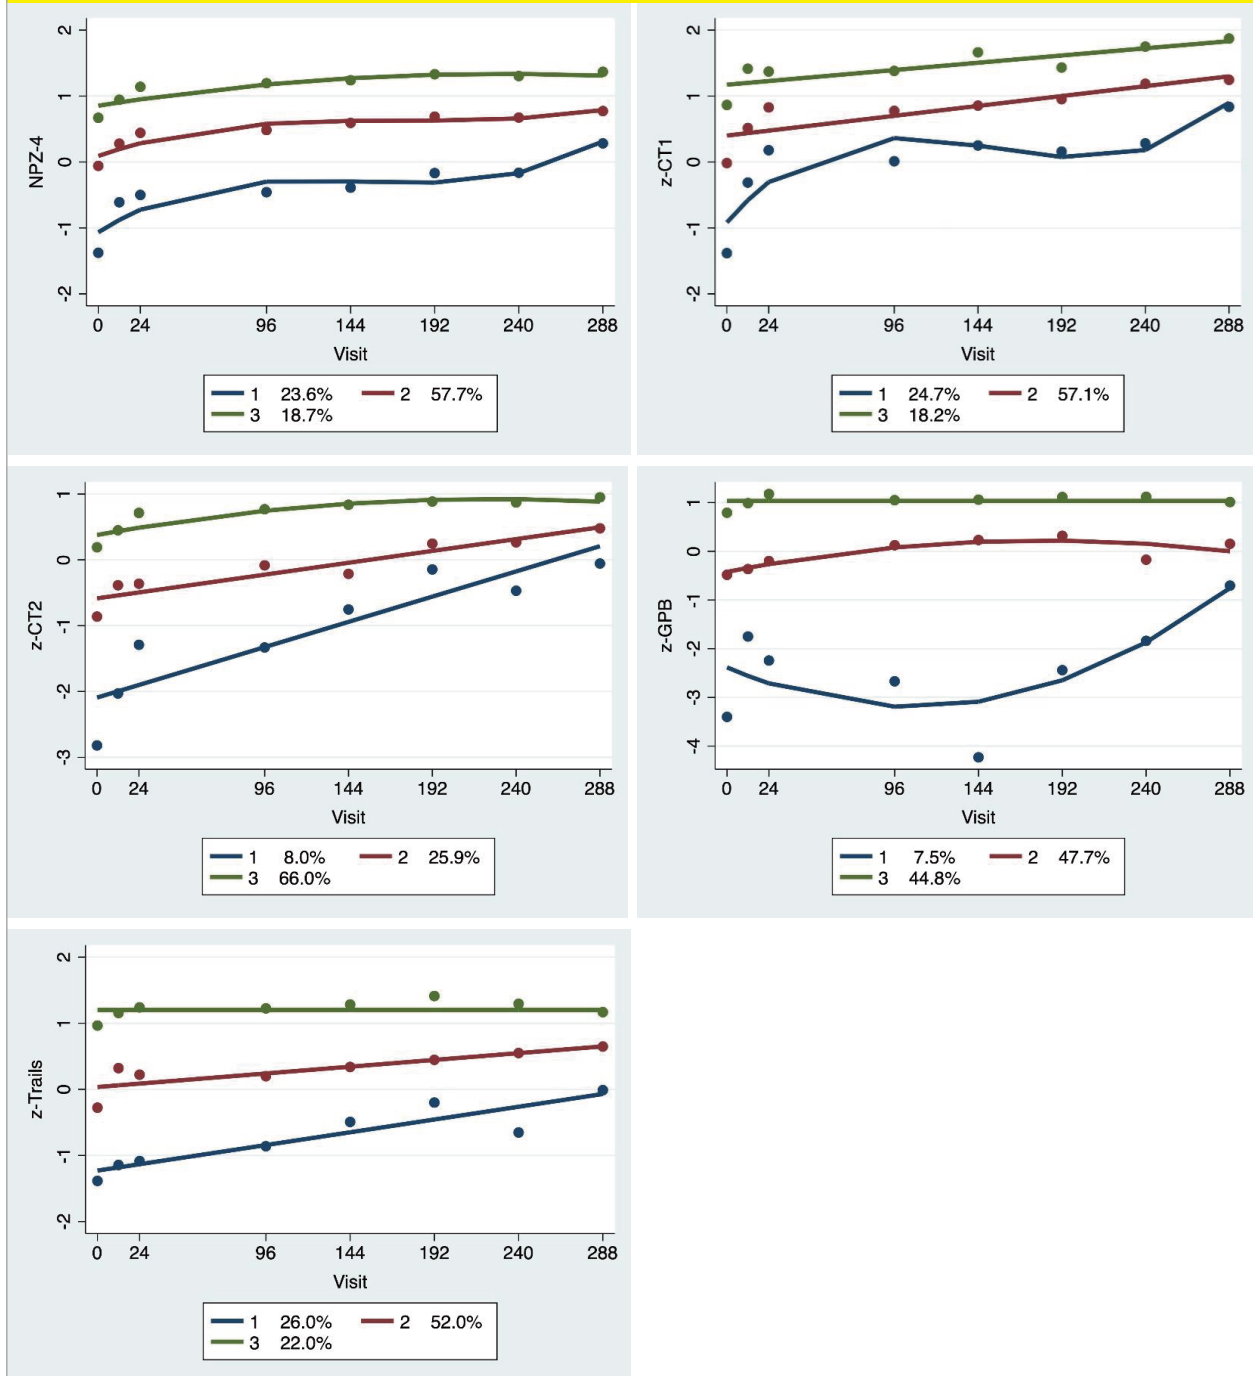 NPZ-4
2
1
0
-1
-2
0 24 96 144 192 240 288
Visit
1 23.6% 2 57.7%
3 18.7%
z-CT1
2
1
0
-1
-2
0 24 96 144 192 240 288
Visit
1 24.7% 2 57.1%
3 18.2%
z-CT2
1
0
-1
-2
-3
0 24 96 144 192 240 288
Visit
1 8.0% 2 25.9%
3 66.0%
z-GPB
1
0
-1
-2
-3
-4
0 24 96 144 192 240 288
Visit
1 7.5% 2 47.7%
3 44.8%
z-Trails
2
1
0
-1
-2
0 24 96 144 192 240 288
Visit
1 26.0% 2 52.0%
3 22.0%